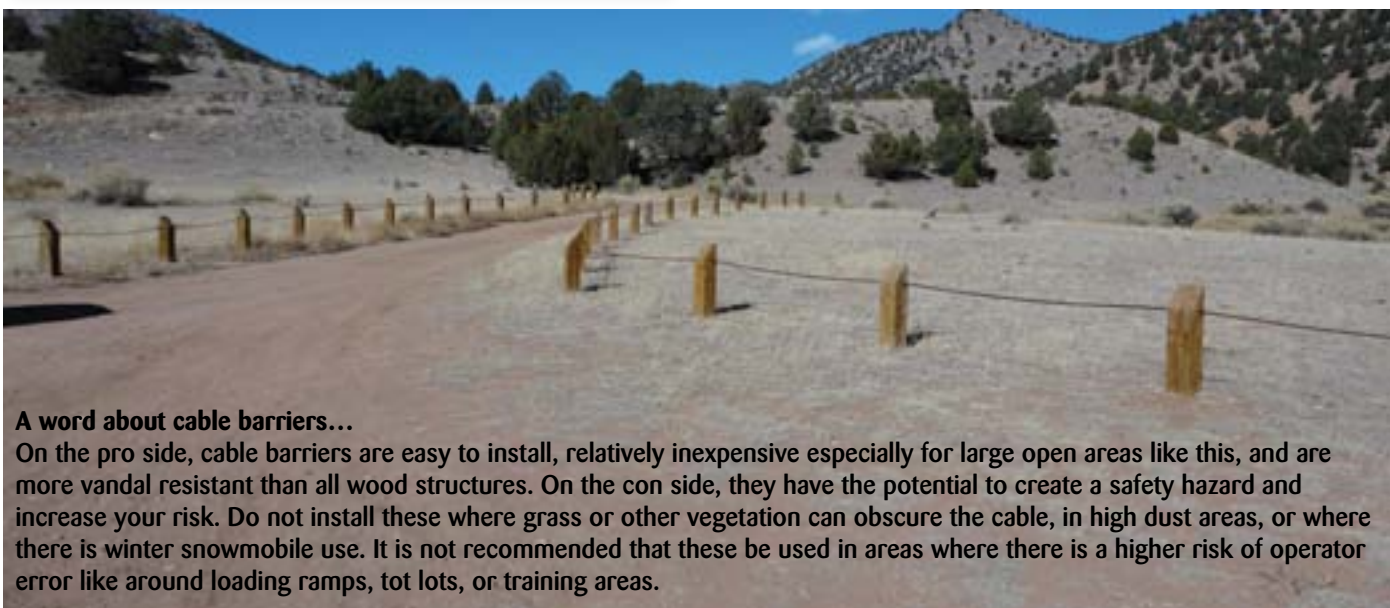 A word about cable barriers...
On the pro side, cable barriers are easy to install, relatively inexpensive especially for large open areas like this, and are
more vandal resistant than all wood structures. On the con side, they have the potential to create a safety hazard and
increase your risk. Do not install these where grass or other vegetation can obscure the cable, in high dust areas, or where
there is winter snowmobile use. It is not recommended that these be used in areas where there is a higher risk of operator
error like around loading ramps, tot lots, or training areas.